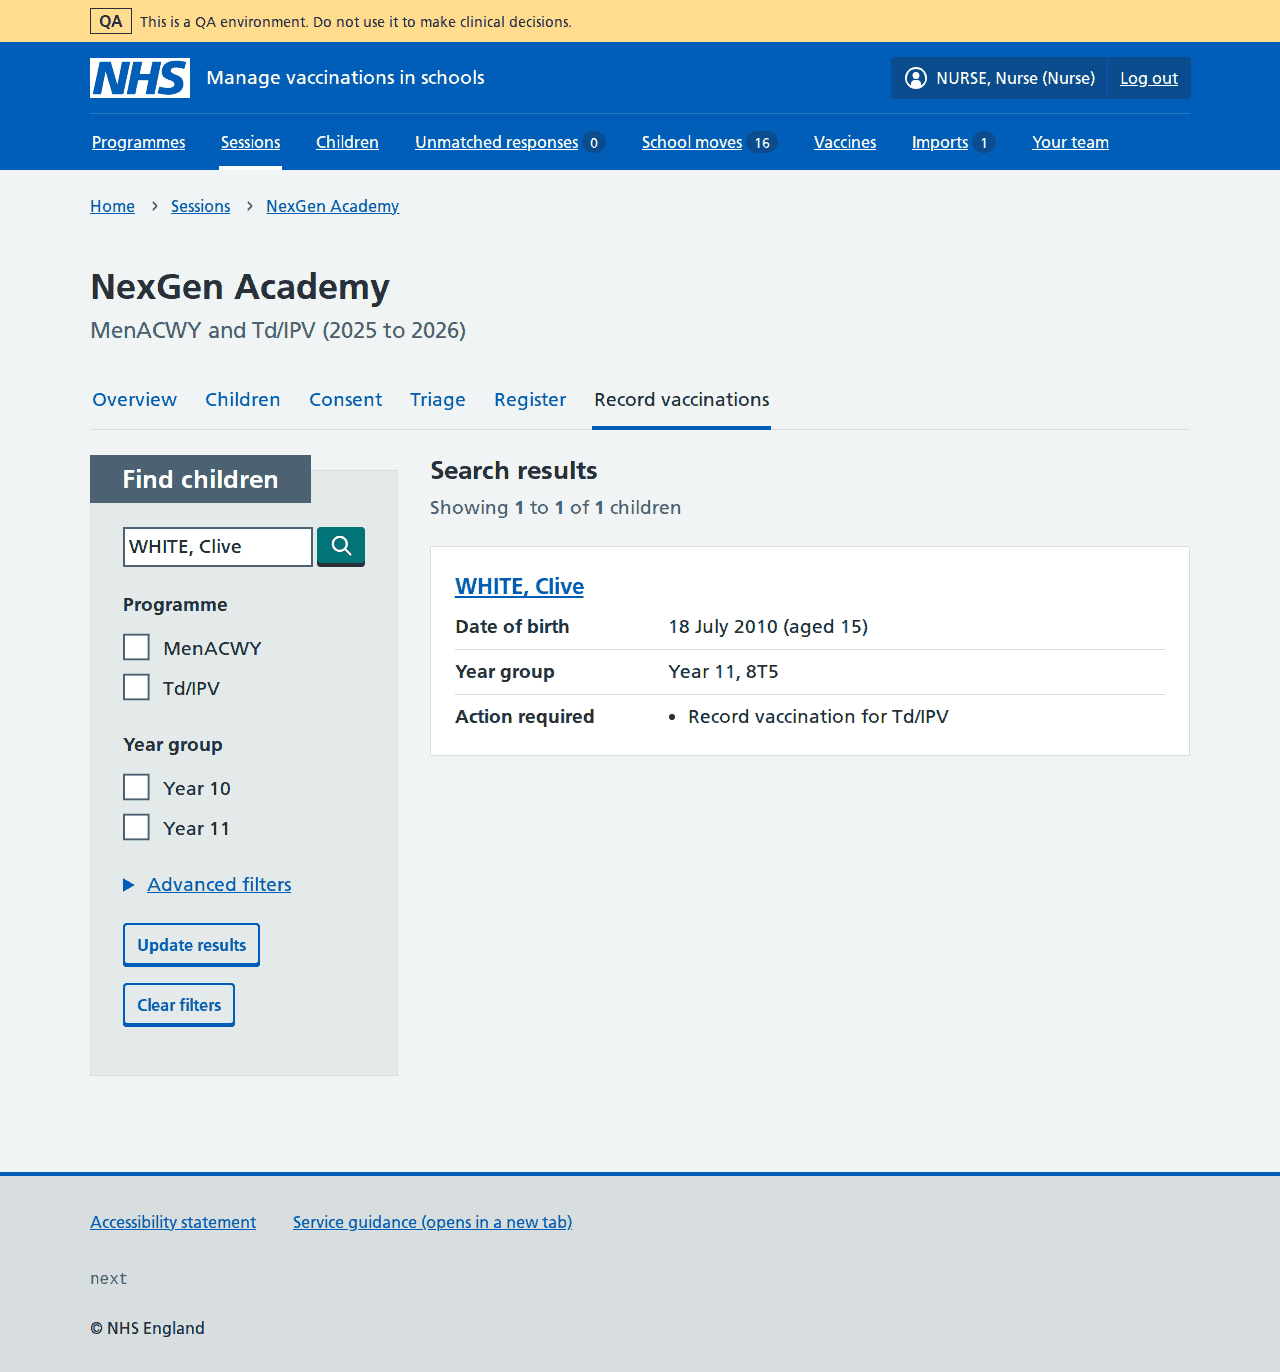 QA This is a QA environment. Do not use it to make clinical decisions.
NHS Manage vaccinations in schools NURSE, Nurse (Nurse) Log out
Programmes Sessions Children Unmatched responses 0 School moves 16 Vaccines Imports 1 Your team
Home Sessions NexGen Academy
NexGen Academy
MenACWY and Td/IPV (2025 to 2026)
Overview Children Consent Triage Register Record vaccinations
Find children
WHITE, Clive
Programme
MenACWY
Td/IPV
Year group
Year 10
Year 11
Advanced filters
Update results
Clear filters
Search results
Showing 1 to 1 of 1 children
WHITE, Clive
Date of birth 18 July 2010 (aged 15)
Year group Year 11, 8T5
Action required • Record vaccination for Td/IPV
Accessibility statement Service guidance (opens in a new tab)
next
© NHS England